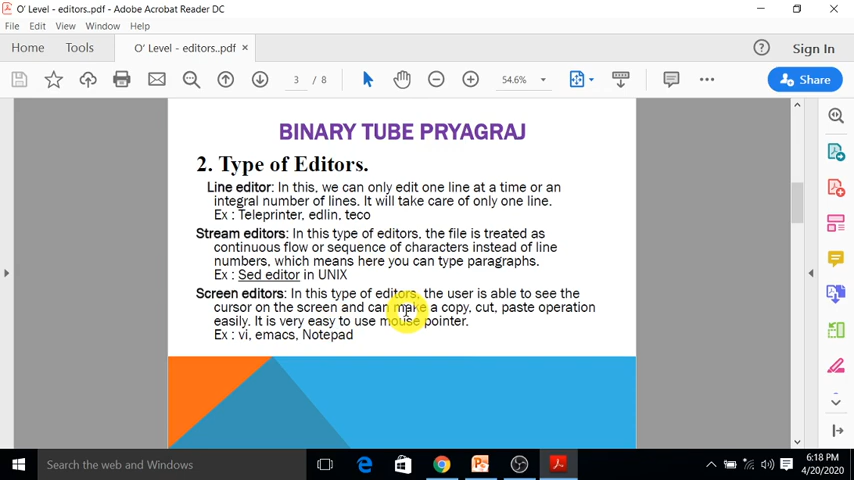 O' Level - editors.pdf - Adobe Acrobat Reader DC
File Edit View Window Help
Home Tools O' Level - editors..pdf × Sign In
3 / 8 54.6% Share
BINARY TUBE PRYAGRAJ
2. Type of Editors.
Line editor: In this, we can only edit one line at a time or an
integral number of lines. It will take care of only one line.
Ex : Teleprinter, edlin, teco
Stream editors: In this type of editors, the file is treated as
continuous flow or sequence of characters instead of line
numbers, which means here you can type paragraphs.
Ex : Sed editor in UNIX
Screen editors: In this type of editors, the user is able to see the
cursor on the screen and can make a copy, cut, paste operation
easily. It is very easy to use mouse pointer.
Ex : vi, emacs, Notepad
Search the web and Windows
6:18 PM
4/20/2020